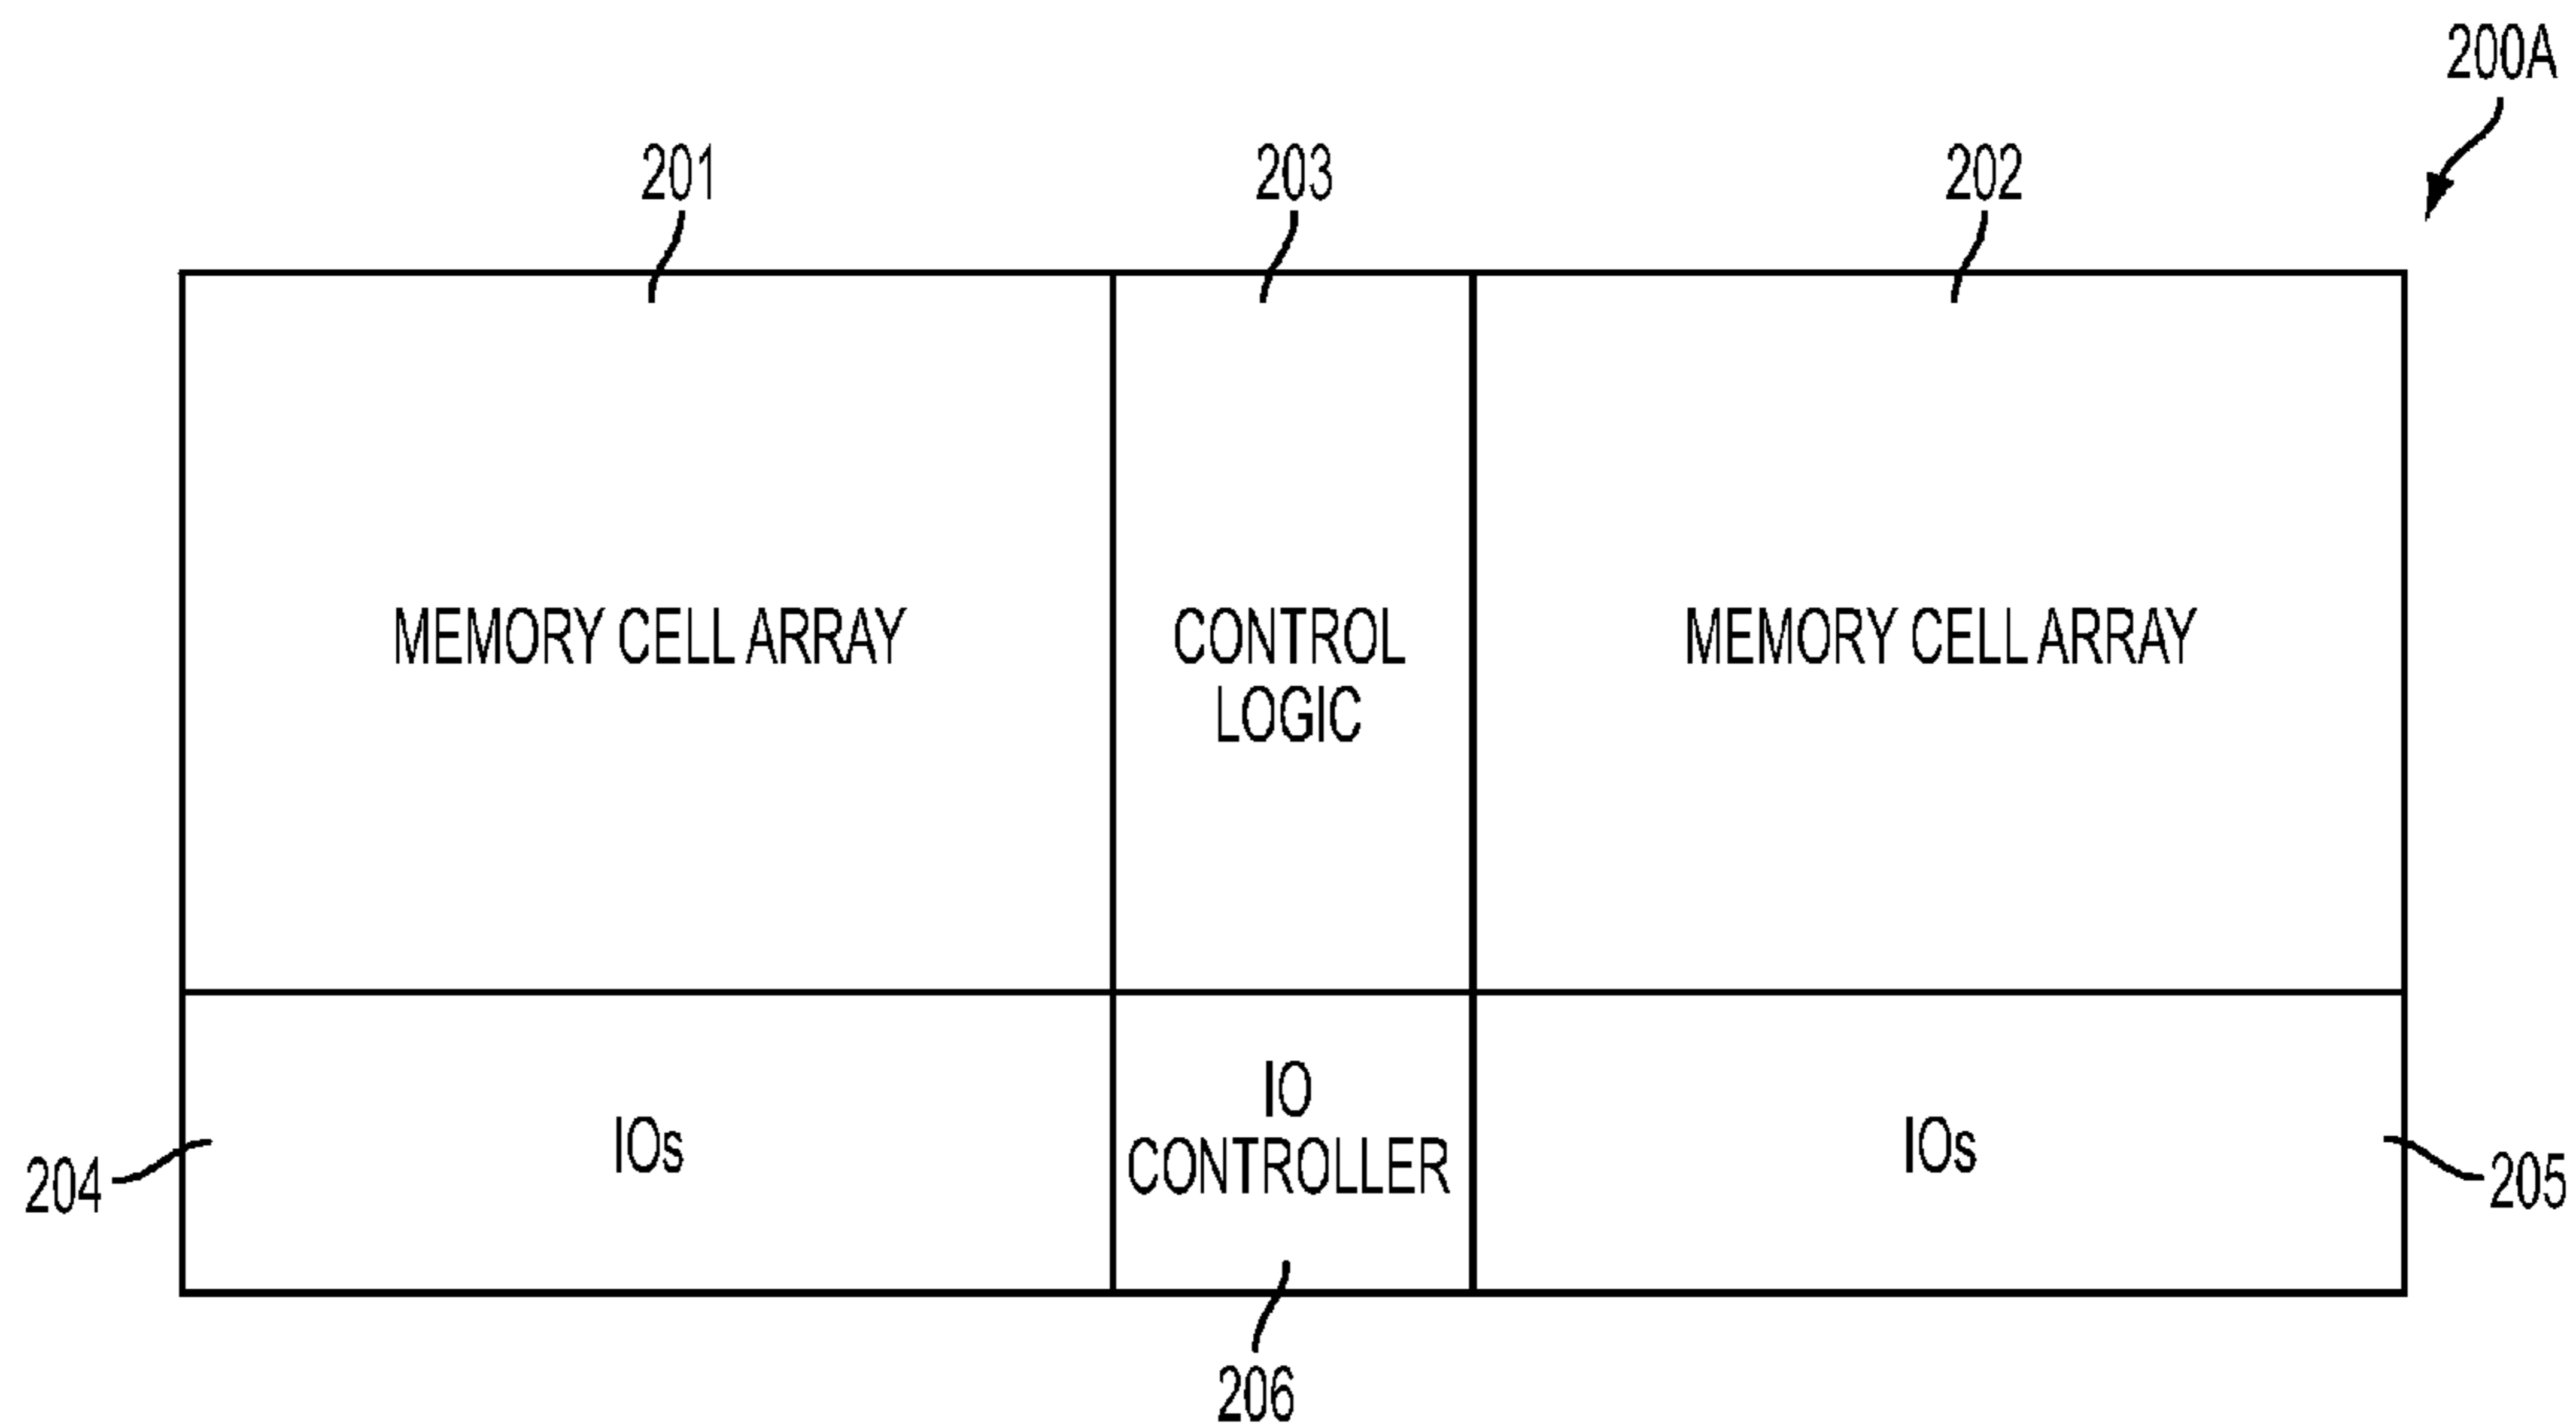 200A
201
203
202
MEMORY CELL ARRAY
CONTROL
LOGIC
MEMORY CELL ARRAY
IOs
IO
CONTROLLER
IOs
204
205
206